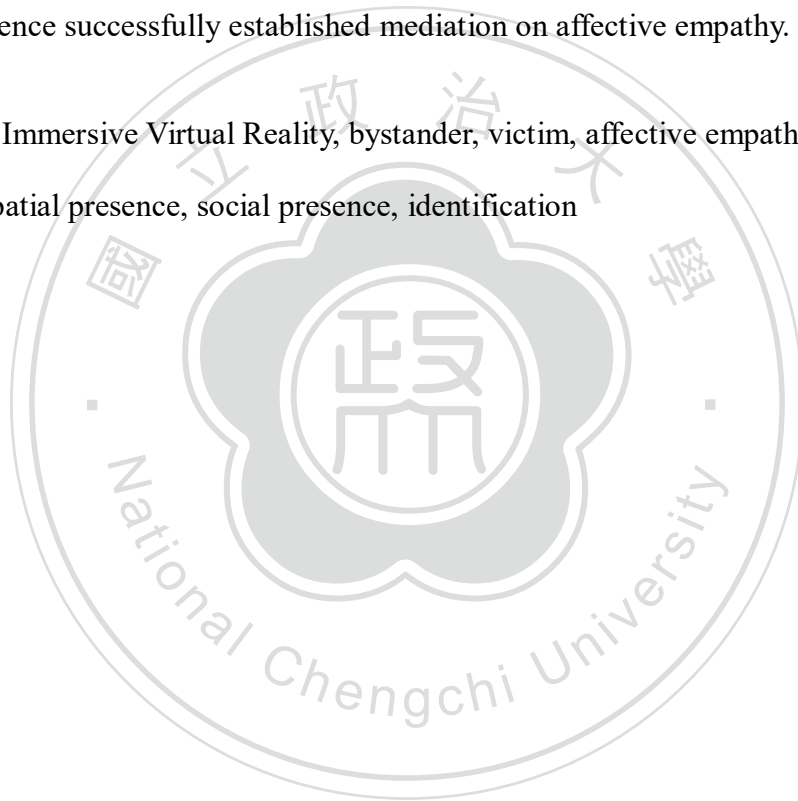 ence successfully established mediation on affective empathy.
Immersive Virtual Reality, bystander, victim, affective empath
patial presence, social presence, identification
國立政治大學
National Chengchi University